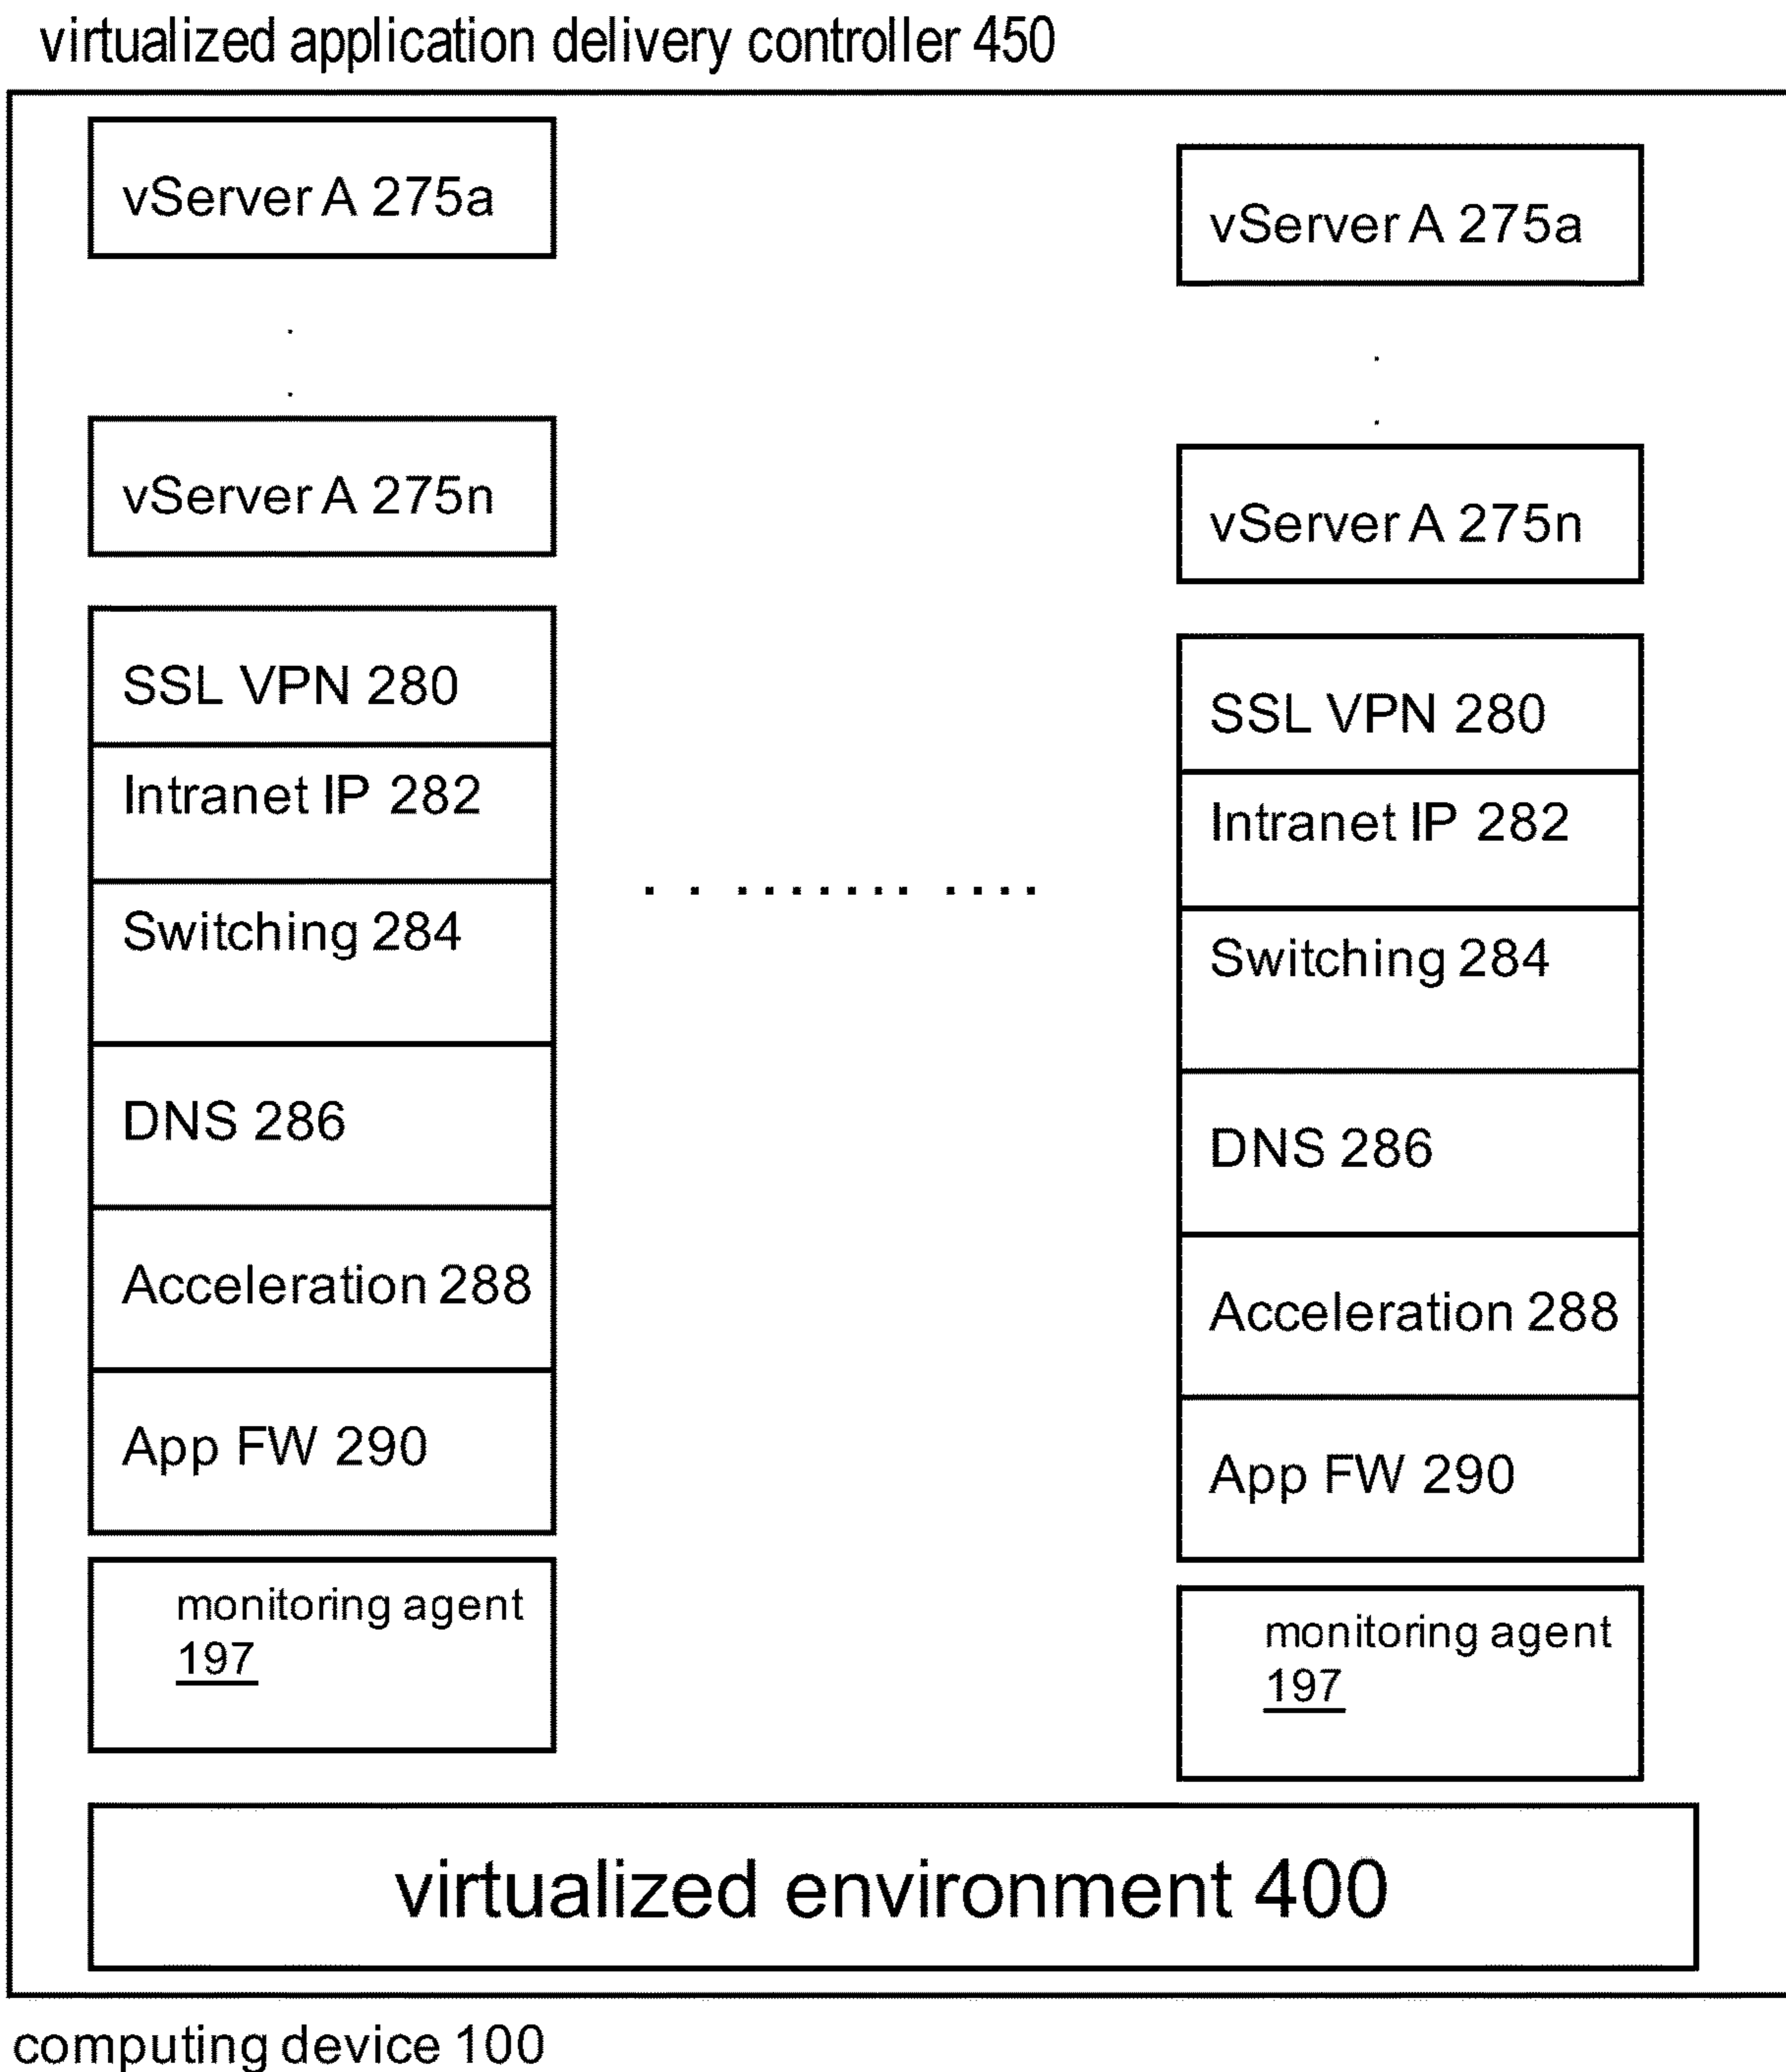 virtualized application delivery controller 450
vServer A 275a
vServer A 275n
SSL VPN 280
Intranet IP 282
Switching 284
DNS 286
Acceleration 288
App FW 290
monitoring agent
197
vServer A 275a
vServer A 275n
SSL VPN 280
Intranet IP 282
Switching 284
DNS 286
Acceleration 288
App FW 290
monitoring agent
197
virtualized environment 400
computing device 100